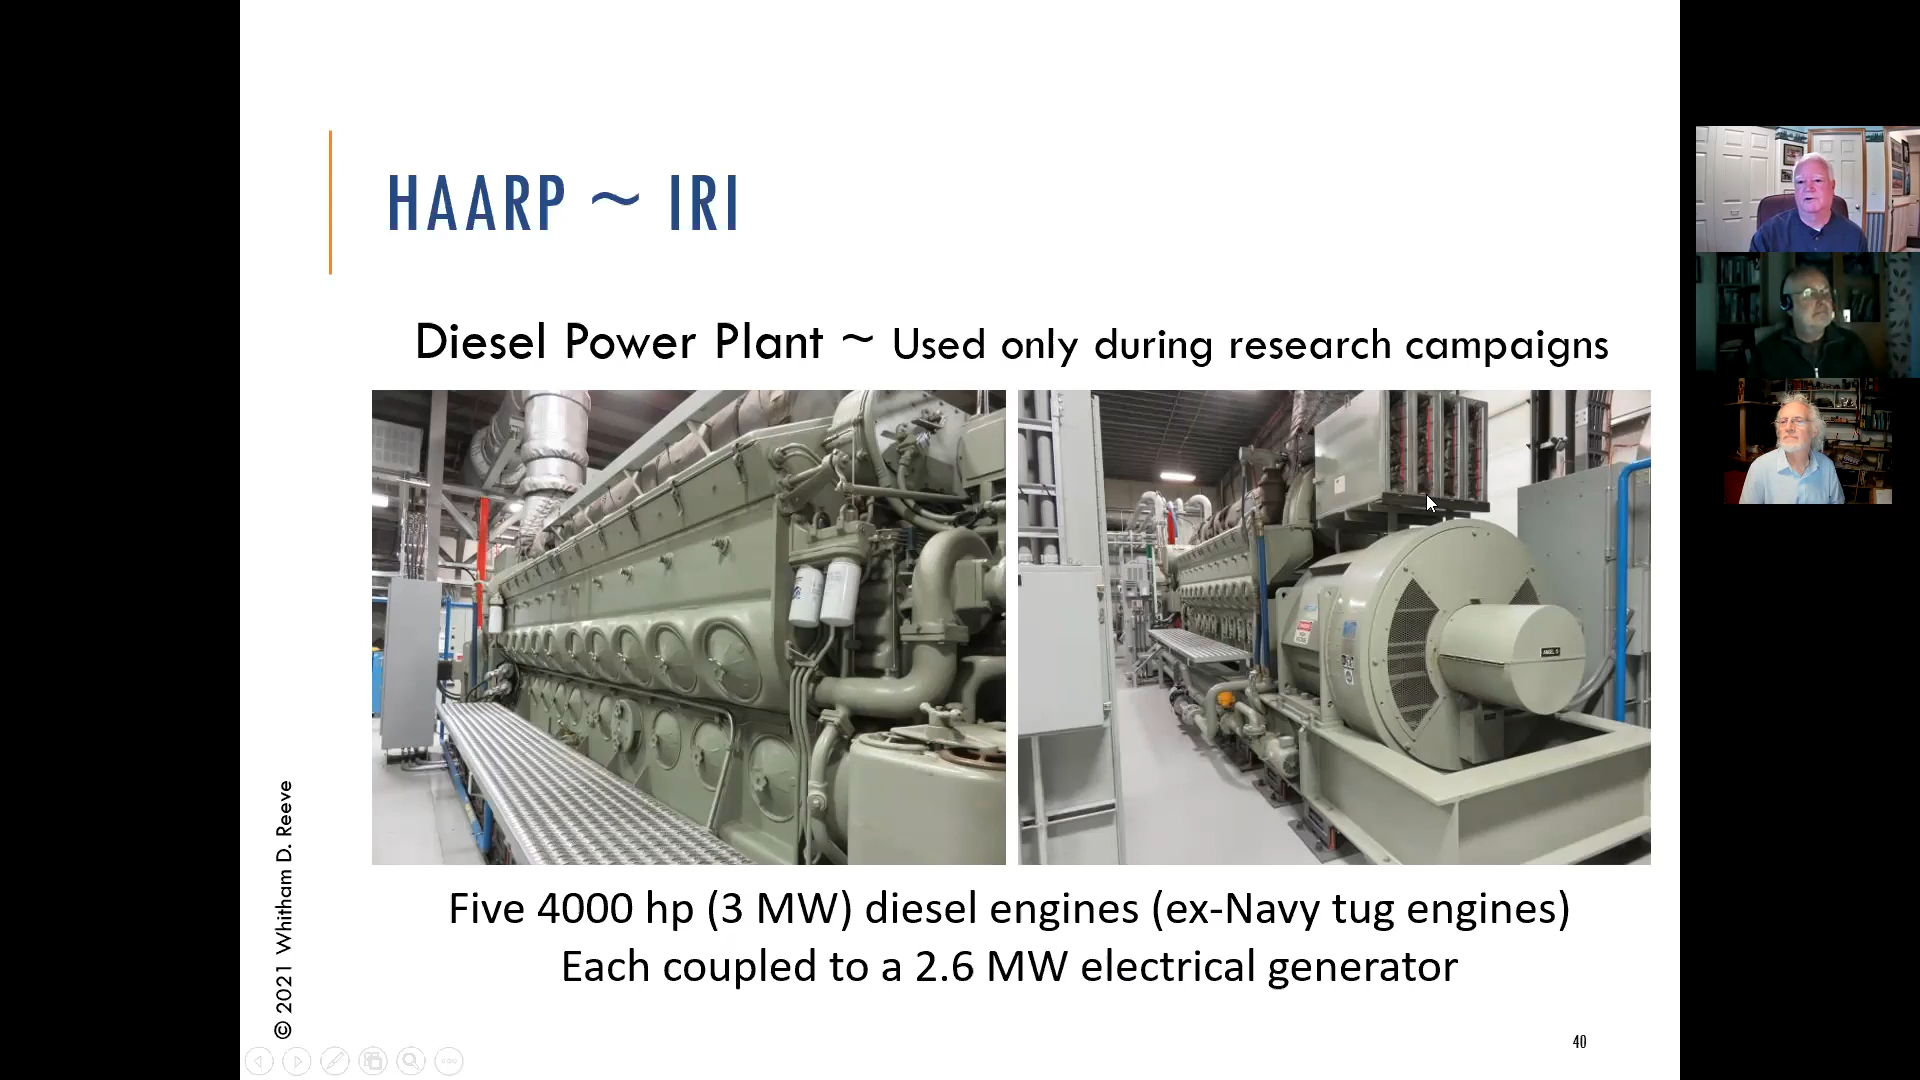 HAARP ~ IRI
Diesel Power Plant ~ Used only during research campaigns
Five 4000 hp (3 MW) diesel engines (ex-Navy tug engines)
Each coupled to a 2.6 MW electrical generator
© 2021 Whitham D. Reeve
40